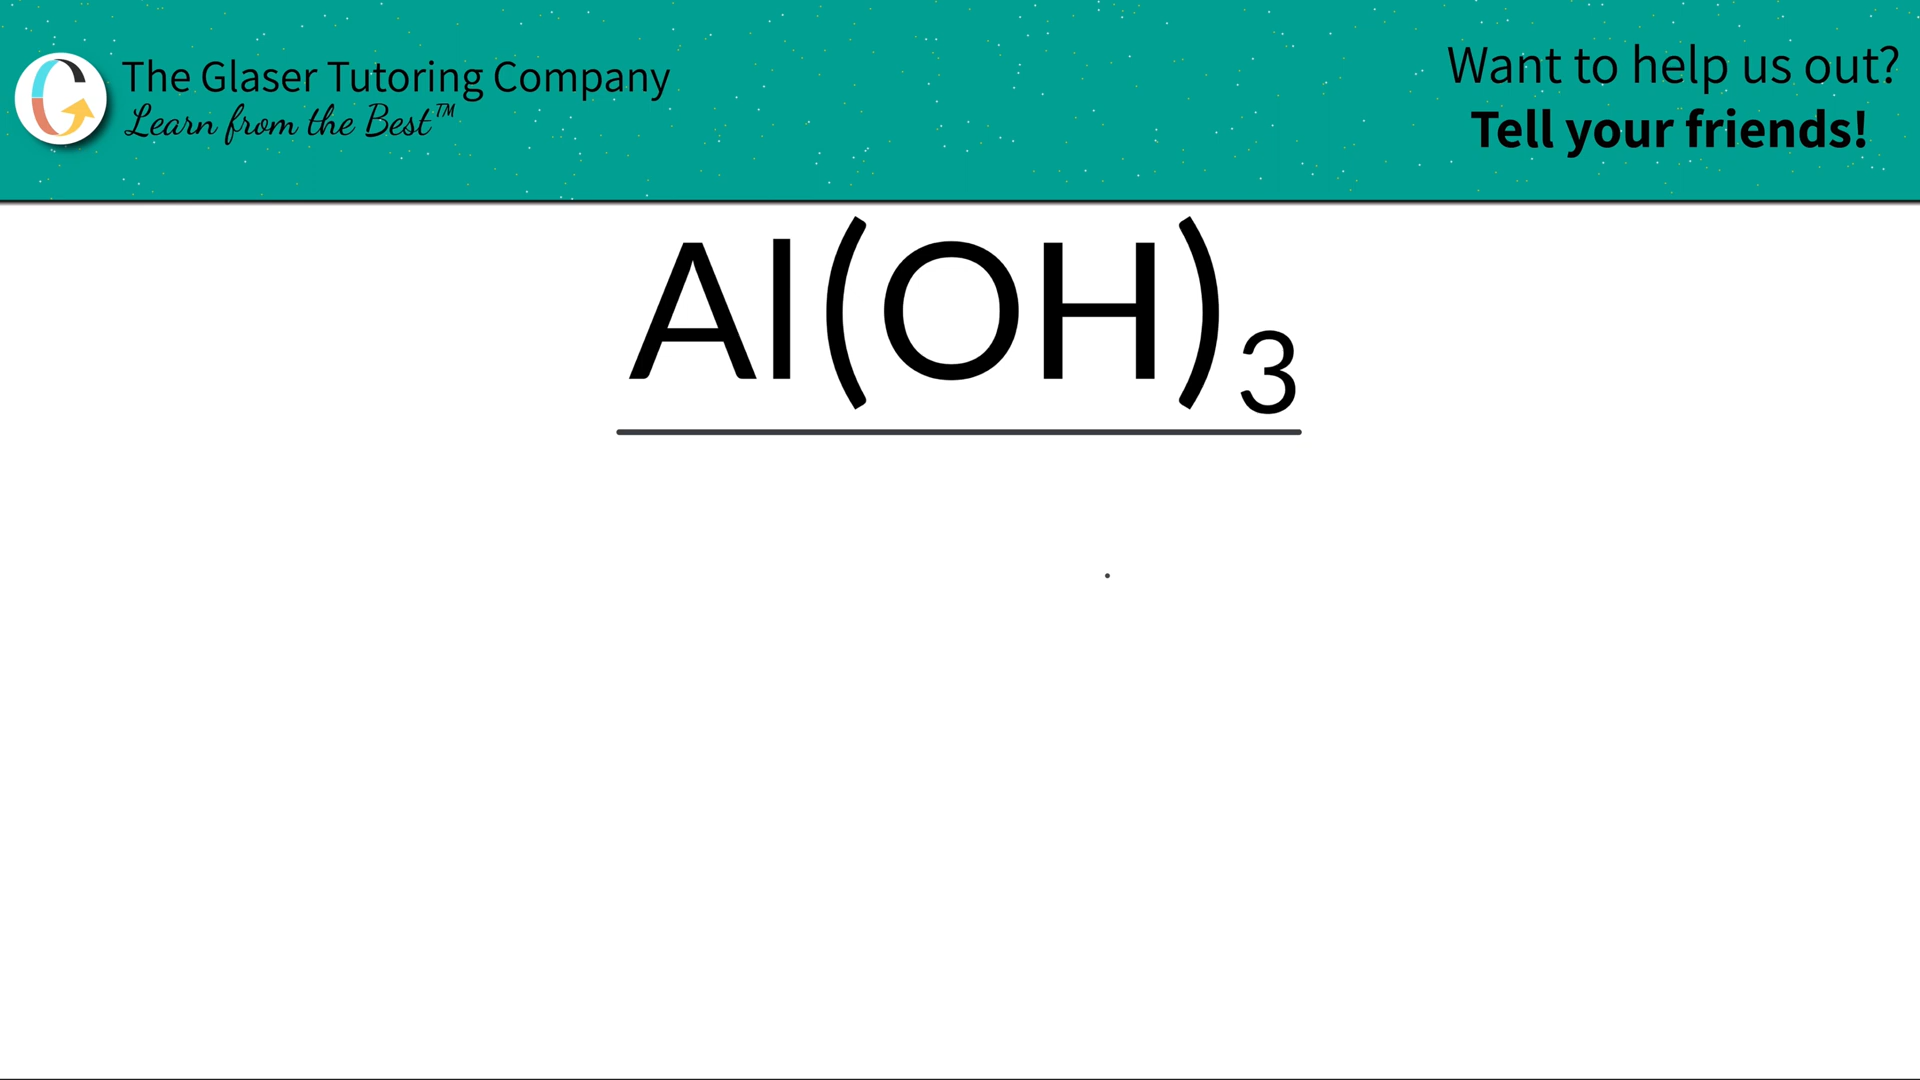 The Glaser Tutoring Company
Learn from the Best™
Want to help us out?
Tell your friends!
Al(OH)₃